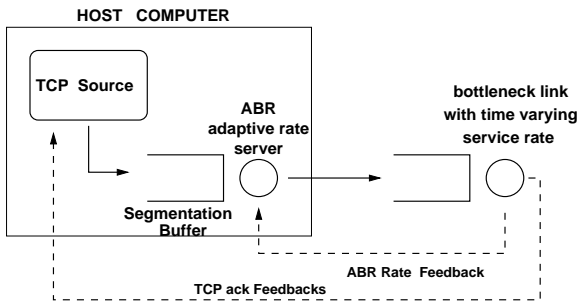 HOST COMPUTER
TCP Source
ABR
adaptive rate
server
Segmentation
Buffer
bottleneck link
with time varying
service rate
ABR Rate Feedback
TCP ack Feedbacks